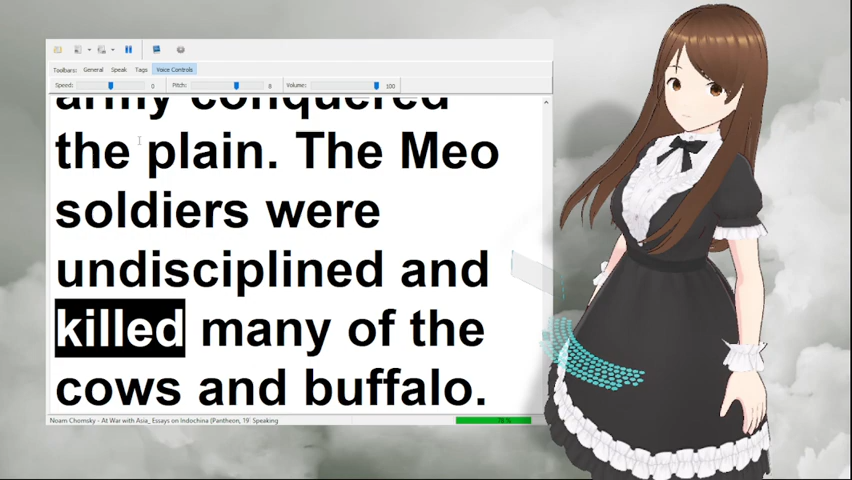 Toolbars: General Speak Tags Voice Controls
Speed: 0 Pitch: 8 Volume: 100
army conquered
the plain. The Meo
soldiers were
undisciplined and
killed many of the
cows and buffalo.
Noam Chomsky - At War with Asia_ Essays on Indochina (Pantheon, 19 Speaking